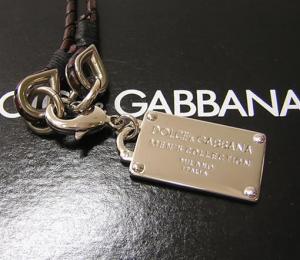 & GABBANA
DOLCE & GABBANA
MEN'S COLLECTION
MILANO
ITALIA